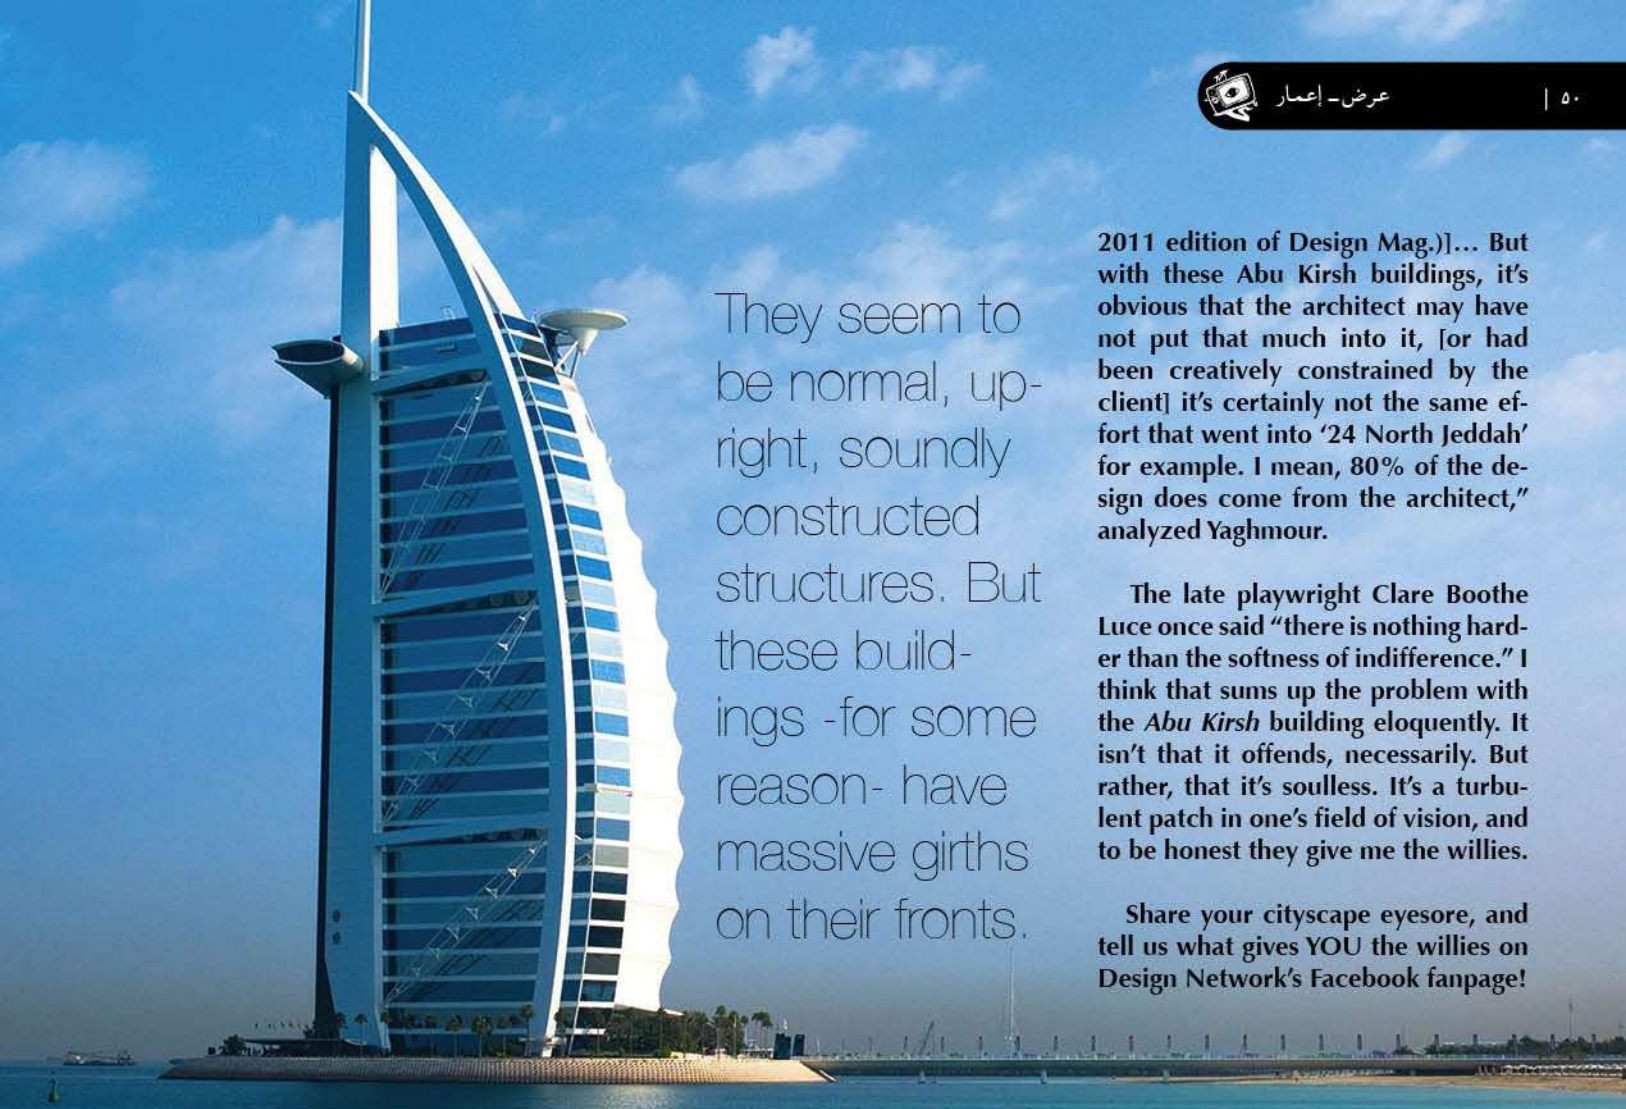 عرض - إعمار
| ٥٠
They seem to
be normal, up-
right, soundly
constructed
structures. But
these build-
ings -for some
reason- have
massive girths
on their fronts.
2011 edition of Design Mag.)]... But
with these Abu Kirsh buildings, it's
obvious that the architect may have
not put that much into it, [or had
been creatively constrained by the
client] it's certainly not the same ef-
fort that went into ‘24 North Jeddah’
for example. I mean, 80% of the de-
sign does come from the architect,”
analyzed Yaghmour.
The late playwright Clare Boothe
Luce once said “there is nothing hard-
er than the softness of indifference.” I
think that sums up the problem with
the Abu Kirsh building eloquently. It
isn't that it offends, necessarily. But
rather, that it's soulless. It's a turbu-
lent patch in one's field of vision, and
to be honest they give me the willies.
Share your cityscape eyesore, and
tell us what gives YOU the willies on
Design Network's Facebook fanpage!